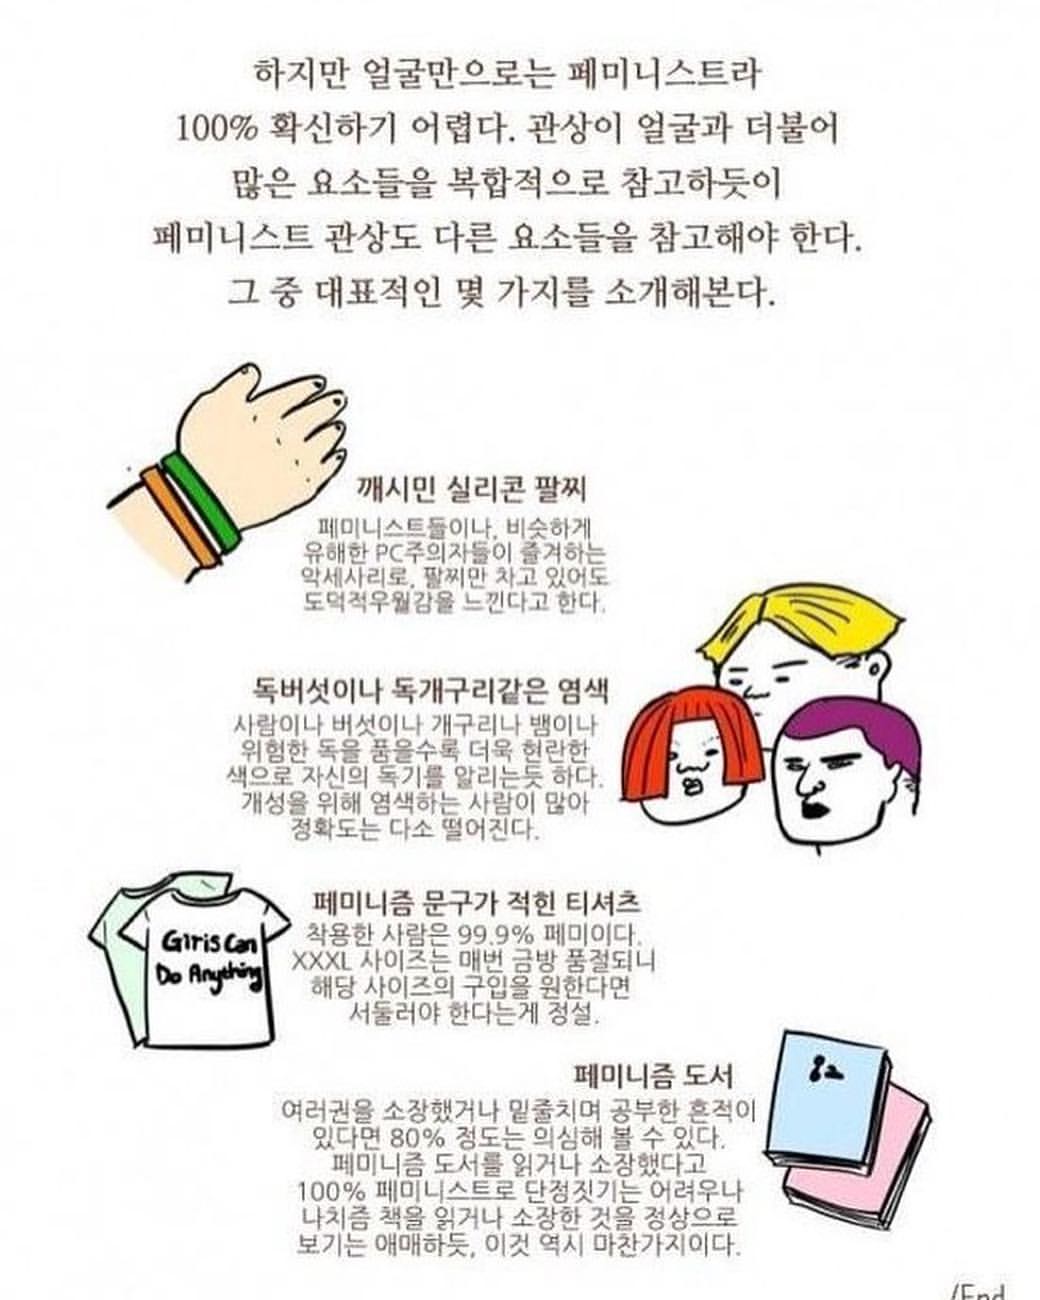 하지만 얼굴만으로는 페미니스트라
100% 확신하기 어렵다. 관상이 얼굴과 더불어
많은 요소들을 복합적으로 참고하듯이
페미니스트 관상도 다른 요소들을 참고해야 한다.
그 중 대표적인 몇 가지를 소개해본다.
깨시민 실리콘 팔찌
페미니스트들이나, 비슷하게
유해한 PC주의자들이 즐겨하는
악세사리로, 팔찌만 차고 있어도
도덕적우월감을 느낀다고 한다.
독버섯이나 독개구리같은 염색
사람이나 버섯이나 개구리나 뱀이나
위험한 독을 품을수록 더욱 현란한
색으로 자신의 독기를 알리는듯 하다.
개성을 위해 염색하는 사람이 많아
정확도는 다소 떨어진다.
페미니즘 문구가 적힌 티셔츠
착용한 사람은 99.9% 페미이다.
XXXL 사이즈는 매번 금방 품절되니
해당 사이즈의 구입을 원한다면
서둘러야 한다는게 정설.
Girls Can
Do Anything
페미니즘 도서
여러권을 소장했거나 밑줄치며 공부한 흔적이
있다면 80% 정도는 의심해 볼 수 있다.
페미니즘 도서를 읽거나 소장했다고
100% 페미니스트로 단정짓기는 어려우나
나치즘 책을 읽거나 소장한 것을 정상으로
보기는 애매하듯, 이것 역시 마찬가지이다.
/End